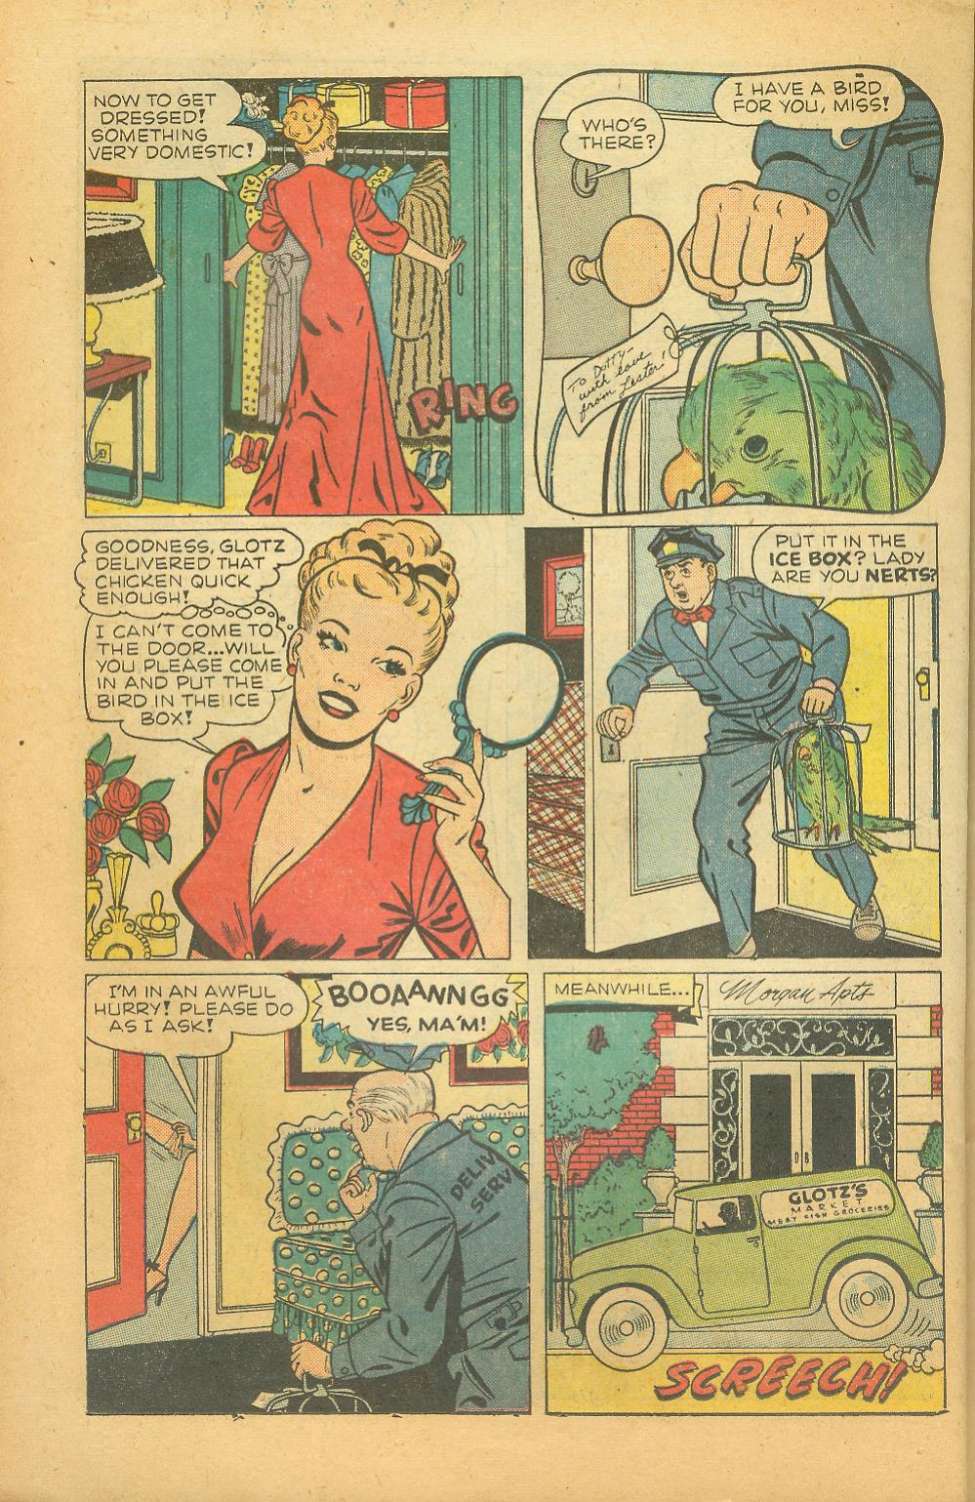 NOW TO GET
DRESSED!
SOMETHING
VERY DOMESTIC!
RING
WHO'S
THERE?
I HAVE A BIRD
FOR YOU, MISS!
TO DOTTY-
with love
from Lester!
GOODNESS, GLOTZ
DELIVERED THAT
CHICKEN QUICK
ENOUGH!
I CAN'T COME TO
THE DOOR...WILL
YOU PLEASE COME
IN AND PUT THE
BIRD IN THE ICE
BOX!
PUT IT IN THE
ICE BOX? LADY
ARE YOU NERTS?
I'M IN AN AWFUL
HURRY! PLEASE DO
AS I ASK!
BOOAANNGG
YES, MA'M!
DELIV
SERV
MEANWHILE...
Morgan Apts
GLOTZ'S
MARKET
MEAT FISH GROCERIES
SCREECH!